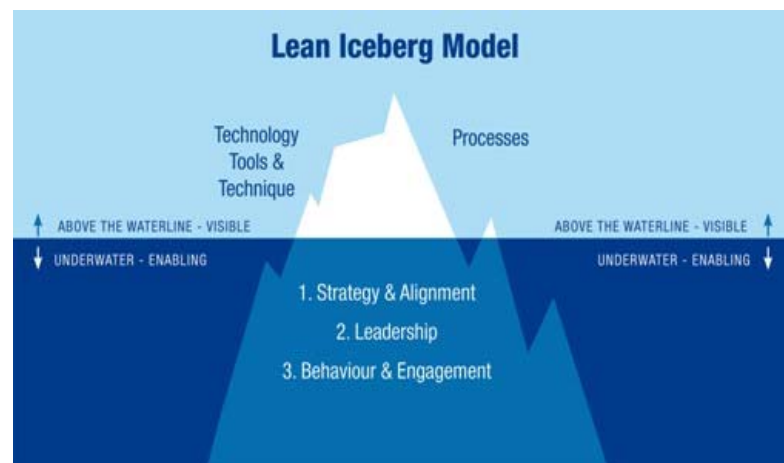 Lean Iceberg Model
Technology
Tools &
Technique
Processes
ABOVE THE WATERLINE - VISIBLE
ABOVE THE WATERLINE - VISIBLE
UNDERWATER - ENABLING
UNDERWATER - ENABLING
1. Strategy & Alignment
2. Leadership
3. Behaviour & Engagement